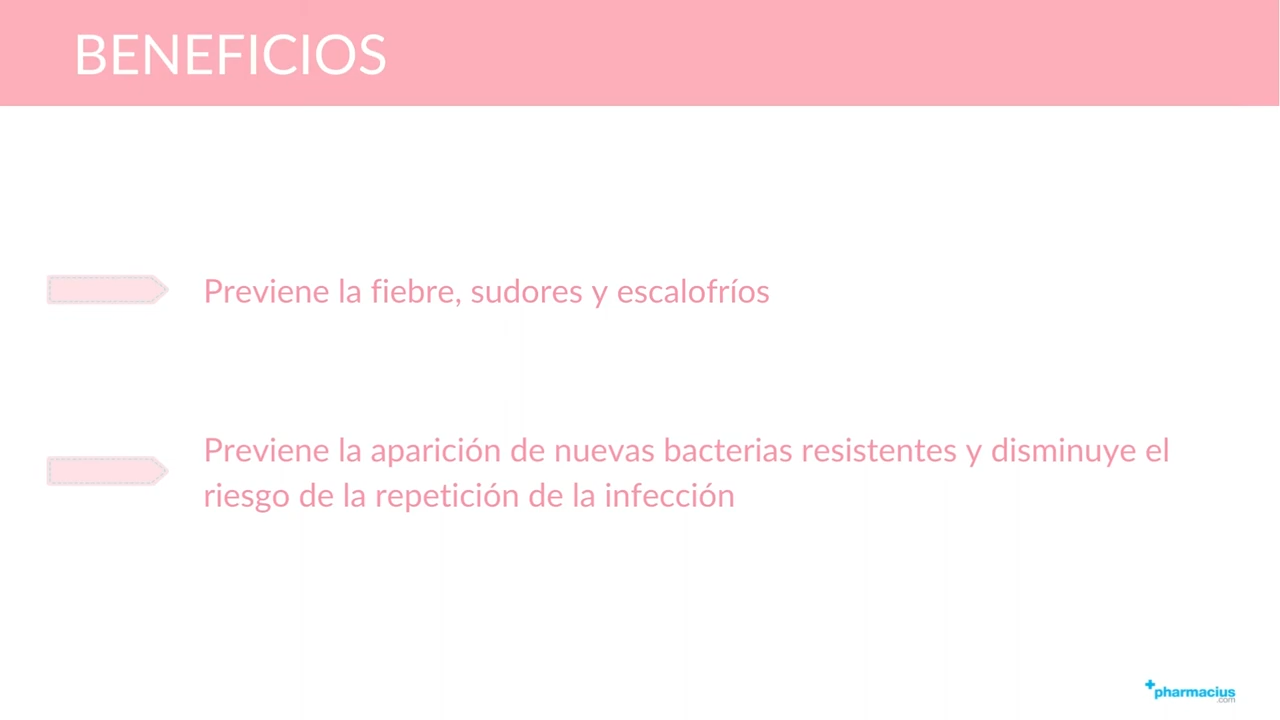 BENEFICIOS
Previene la fiebre, sudores y escalofríos
Previene la aparición de nuevas bacterias resistentes y disminuye el
riesgo de la repetición de la infección
+pharmacius
.com